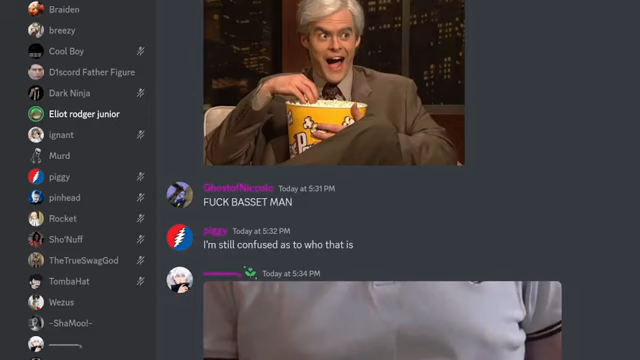 Braiden
breezy
Cool Boy
D1scord Father Figure
Dark Ninja
Eliot rodger junior
ignant
Murd
piggy
pinhead
Rocket
Sho'Nuff
TheTrueSwagGod
TombaHat
Wezus
~ShaMoo!~
GhostofNiccolo Today at 5:31 PM
FUCK BASSET MAN
piggy Today at 5:32 PM
I'm still confused as to who that is
Today at 5:34 PM